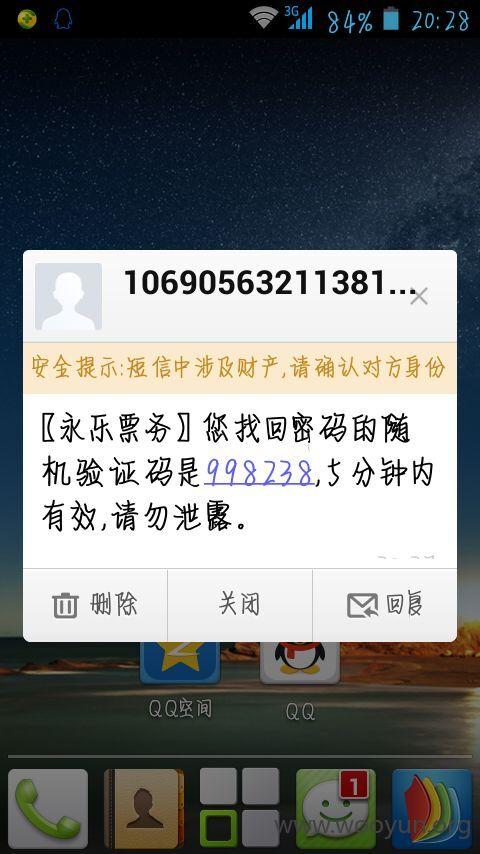 3G
84%
20:28
10690563211381...
安全提示:短信中涉及财产,请确认对方身份
〖永乐票务〗您找回密码的随
机验证码是998238,5分钟内
有效,请勿泄露。
删除
关闭
回复
QQ空间
QQ
1
www.wooyun.org